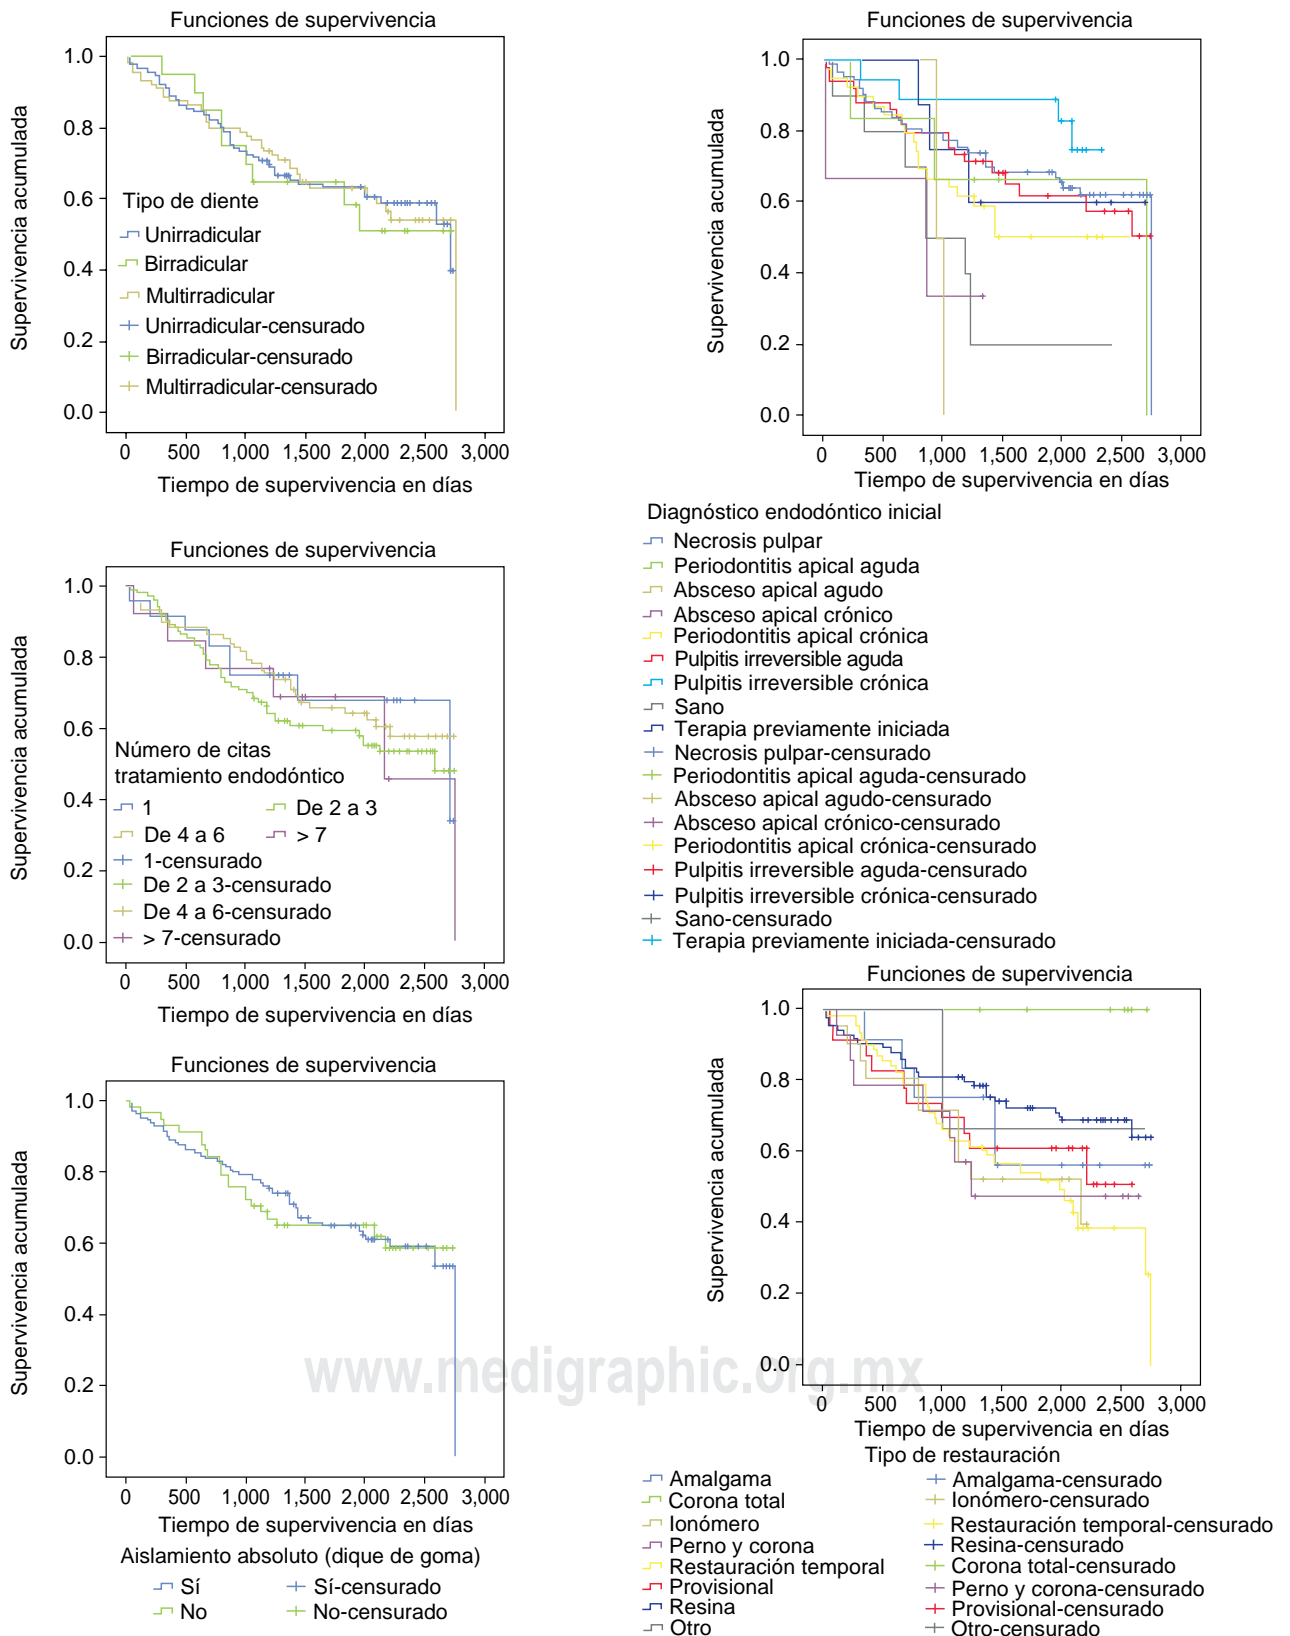 Funciones de supervivencia
Supervivencia acumulada
1.0
0.8
0.6
0.4
0.2
0.0
Tipo de diente
Unirradicular
Birradicular
Multirradicular
Unirradicular-censurado
Birradicular-censurado
Multirradicular-censurado
0 500 1,000 1,500 2,000 2,500 3,000
Tiempo de supervivencia en días
Funciones de supervivencia
Supervivencia acumulada
1.0
0.8
0.6
0.4
0.2
0.0
0 500 1,000 1,500 2,000 2,500 3,000
Tiempo de supervivencia en días
Diagnóstico endodóntico inicial
Necrosis pulpar
Periodontitis apical aguda
Absceso apical agudo
Absceso apical crónico
Periodontitis apical crónica
Pulpitis irreversible aguda
Pulpitis irreversible crónica
Sano
Terapia previamente iniciada
Necrosis pulpar-censurado
Periodontitis apical aguda-censurado
Absceso apical agudo-censurado
Absceso apical crónico-censurado
Periodontitis apical crónica-censurado
Pulpitis irreversible aguda-censurado
Pulpitis irreversible crónica-censurado
Sano-censurado
Terapia previamente iniciada-censurado
Funciones de supervivencia
Supervivencia acumulada
1.0
0.8
0.6
0.4
0.2
0.0
Número de citas
tratamiento endodóntico
1 De 2 a 3
De 4 a 6 > 7
1-censurado
De 2 a 3-censurado
De 4 a 6-censurado
> 7-censurado
0 500 1,000 1,500 2,000 2,500 3,000
Tiempo de supervivencia en días
Funciones de supervivencia
Supervivencia acumulada
1.0
0.8
0.6
0.4
0.2
0.0
0 500 1,000 1,500 2,000 2,500 3,000
Tiempo de supervivencia en días
Aislamiento absoluto (dique de goma)
Sí Sí-censurado
No No-censurado
Funciones de supervivencia
Supervivencia acumulada
1.0
0.8
0.6
0.4
0.2
0.0
0 500 1,000 1,500 2,000 2,500 3,000
Tiempo de supervivencia en días
Tipo de restauración
Amalgama
Corona total
Ionómero
Perno y corona
Restauración temporal
Provisional
Resina
Otro
Amalgama-censurado
Ionómero-censurado
Restauración temporal-censurado
Resina-censurado
Corona total-censurado
Perno y corona-censurado
Provisional-censurado
Otro-censurado
www.medigraphic.org.mx